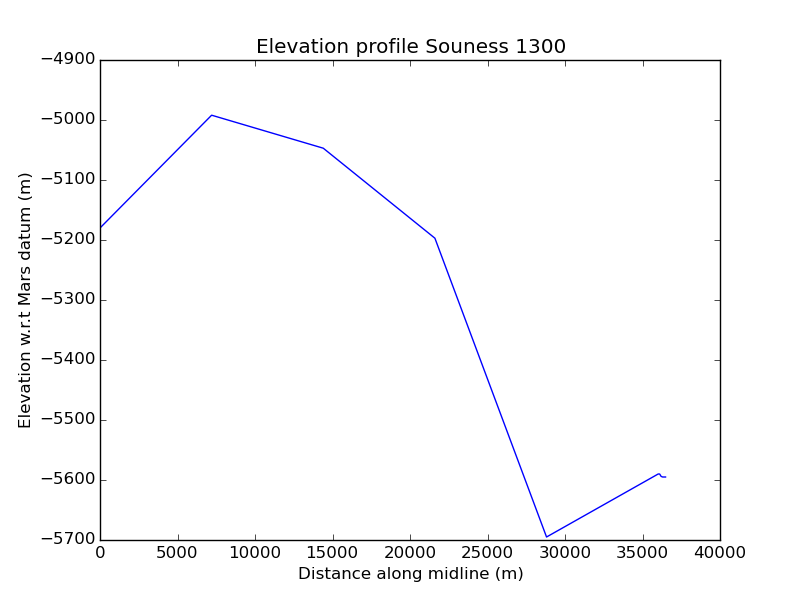 Elevation profile Souness 1300
Elevation w.r.t Mars datum (m)
−4900
−5000
−5100
−5200
−5300
−5400
−5500
−5600
−5700
0 5000 10000 15000 20000 25000 30000 35000 40000
Distance along midline (m)